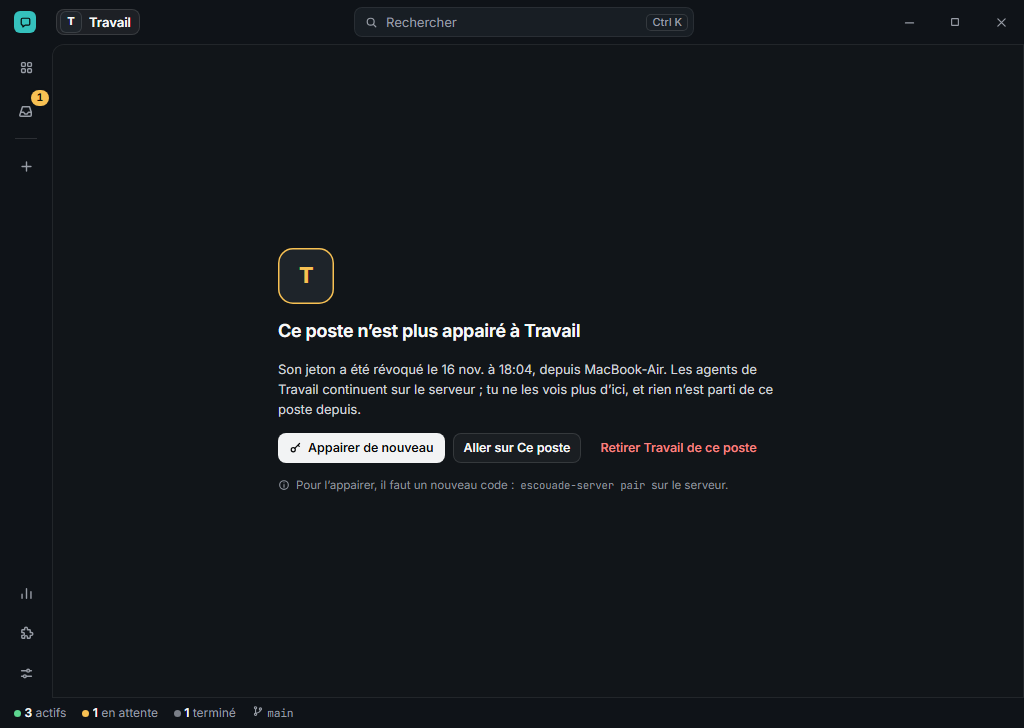 T Travail
Rechercher
Ctrl K
1
T
Ce poste n’est plus appairé à Travail
Son jeton a été révoqué le 16 nov. à 18:04, depuis MacBook-Air. Les agents de
Travail continuent sur le serveur ; tu ne les vois plus d’ici, et rien n’est parti de ce
poste depuis.
Appairer de nouveau
Aller sur Ce poste
Retirer Travail de ce poste
Pour l’appairer, il faut un nouveau code : escouade-server pair sur le serveur.
3 actifs
1 en attente
1 terminé
main